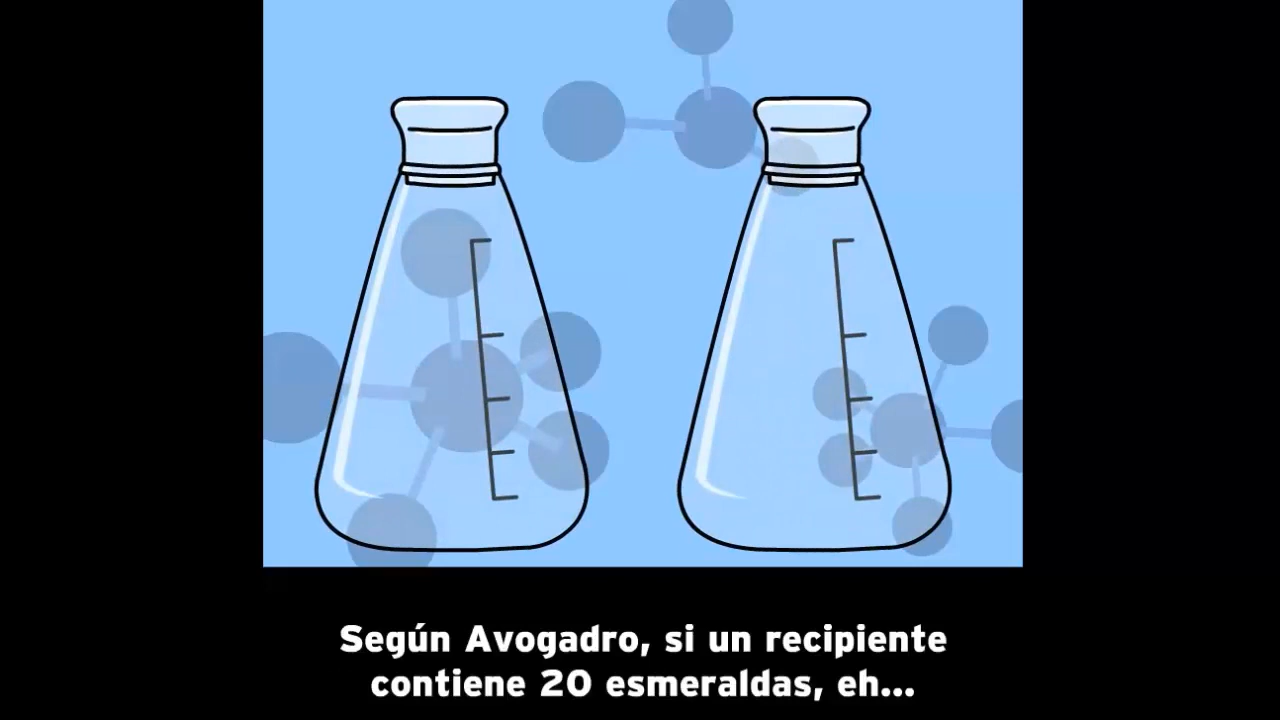 Según Avogadro, si un recipiente
contiene 20 esmeraldas, eh...